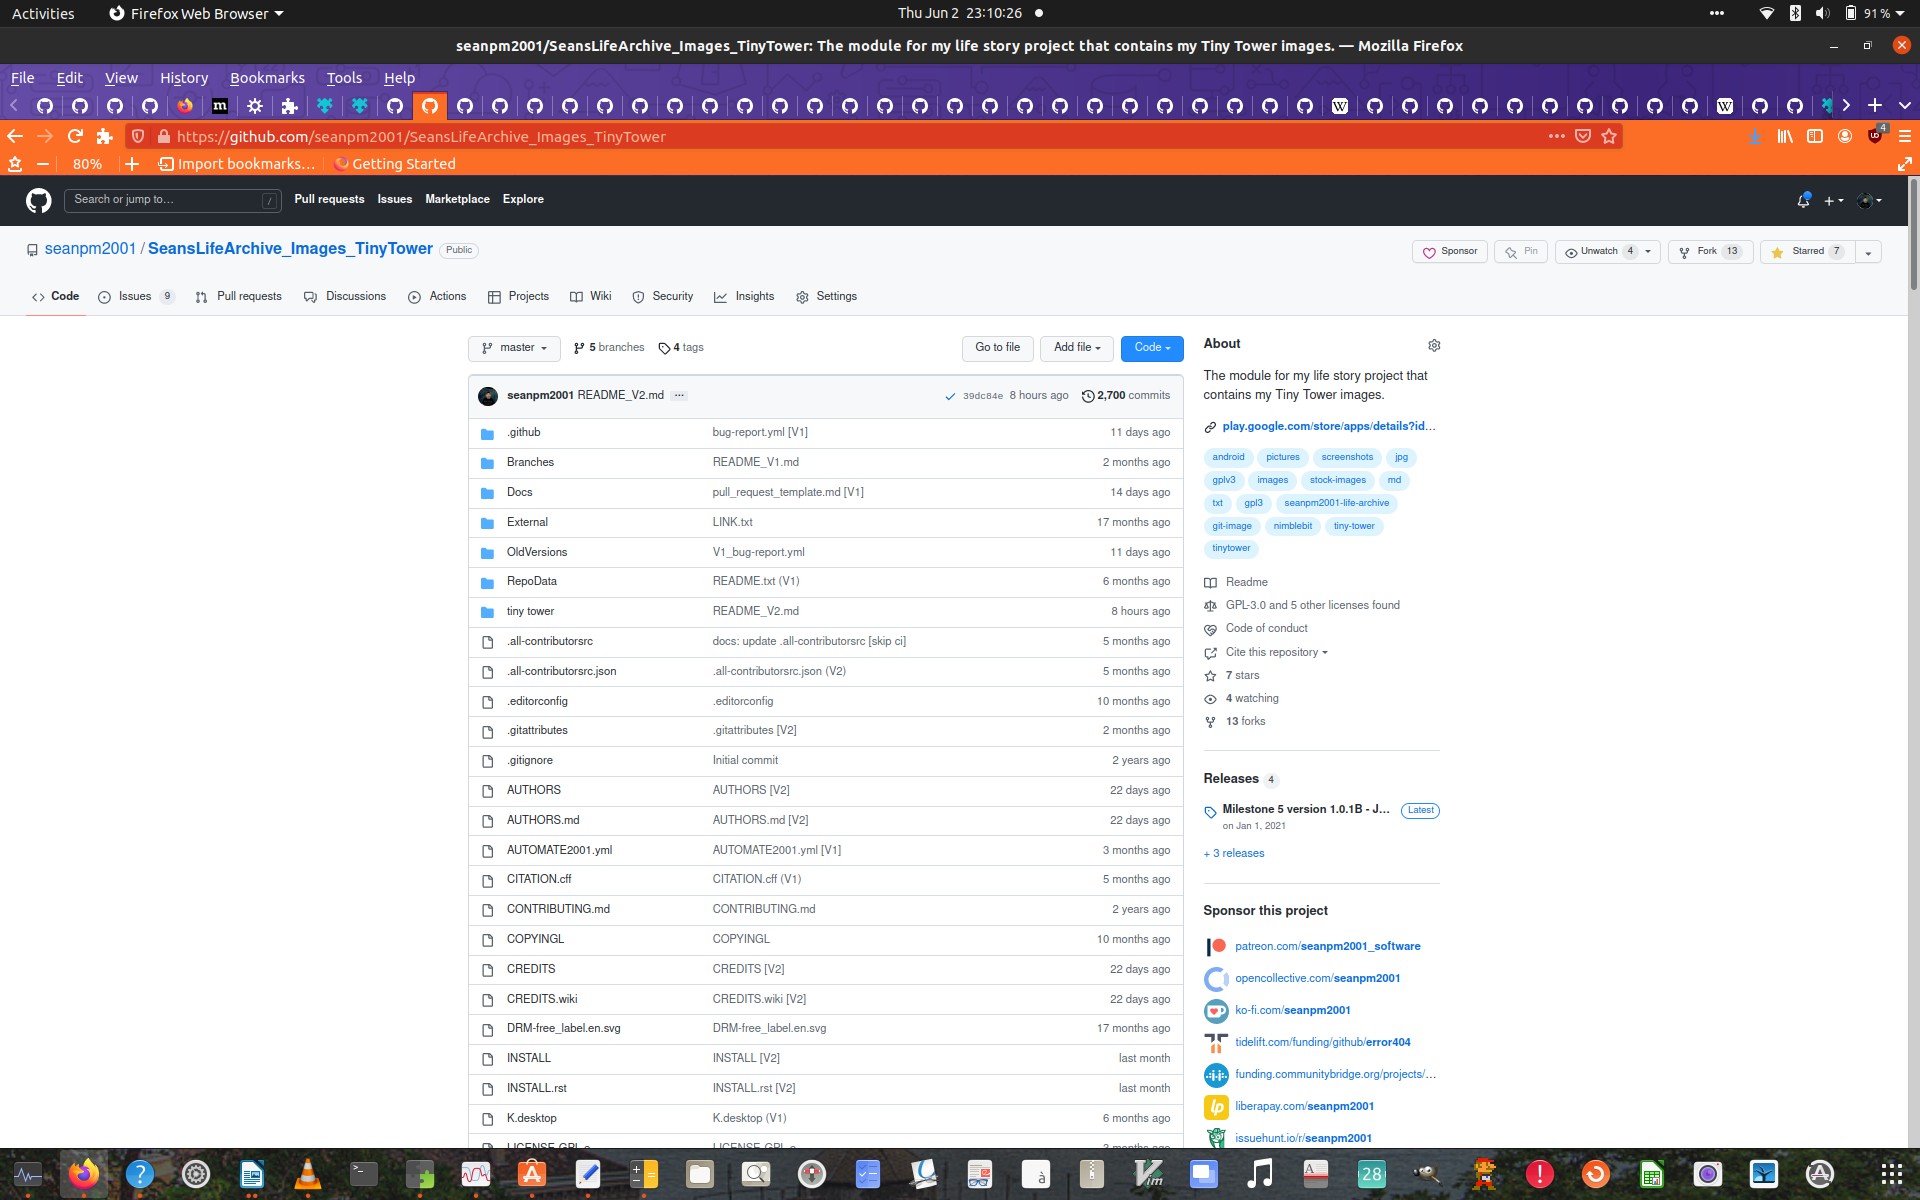 Activities Firefox Web Browser Thu Jun 2 23:10:26 91%
seanpm2001/SeansLifeArchive_Images_TinyTower: The module for my life story project that contains my Tiny Tower images. — Mozilla Firefox
File Edit View History Bookmarks Tools Help
https://github.com/seanpm2001/SeansLifeArchive_Images_TinyTower 4
80% Import bookmarks... Getting Started
Search or jump to... / Pull requests Issues Marketplace Explore
seanpm2001 / SeansLifeArchive_Images_TinyTower Public Sponsor Pin Unwatch 4 Fork 13 Starred 7
Code Issues 9 Pull requests Discussions Actions Projects Wiki Security Insights Settings
master 5 branches 4 tags Go to file Add file Code
seanpm2001 README_V2.md ... 39dc84e 8 hours ago 2,700 commits
.github bug-report.yml [V1] 11 days ago
Branches README_V1.md 2 months ago
Docs pull_request_template.md [V1] 14 days ago
External LINK.txt 17 months ago
OldVersions V1_bug-report.yml 11 days ago
RepoData README.txt (V1) 6 months ago
tiny tower README_V2.md 8 hours ago
.all-contributorsrc docs: update .all-contributorsrc [skip ci] 5 months ago
.all-contributorsrc.json .all-contributorsrc.json (V2) 5 months ago
.editorconfig .editorconfig 10 months ago
.gitattributes .gitattributes [V2] 2 months ago
.gitignore Initial commit 2 years ago
AUTHORS AUTHORS [V2] 22 days ago
AUTHORS.md AUTHORS.md [V2] 22 days ago
AUTOMATE2001.yml AUTOMATE2001.yml [V1] 3 months ago
CITATION.cff CITATION.cff (V1) 5 months ago
CONTRIBUTING.md CONTRIBUTING.md 2 years ago
COPYINGL COPYINGL 10 months ago
CREDITS CREDITS [V2] 22 days ago
CREDITS.wiki CREDITS.wiki [V2] 22 days ago
DRM-free_label.en.svg DRM-free_label.en.svg 17 months ago
INSTALL INSTALL [V2] last month
INSTALL.rst INSTALL.rst [V2] last month
K.desktop K.desktop (V1) 6 months ago
About
The module for my life story project that
contains my Tiny Tower images.
play.google.com/store/apps/details?id...
android pictures screenshots jpg
gplv3 images stock-images md
txt gpl3 seanpm2001-life-archive
git-image nimblebit tiny-tower
tinytower
Readme
GPL-3.0 and 5 other licenses found
Code of conduct
Cite this repository
7 stars
4 watching
13 forks
Releases 4
Milestone 5 version 1.0.1B - J... Latest
on Jan 1, 2021
+ 3 releases
Sponsor this project
patreon.com/seanpm2001_software
opencollective.com/seanpm2001
ko-fi.com/seanpm2001
tidelift.com/funding/github/error404
funding.communitybridge.org/projects/...
liberapay.com/seanpm2001
issuehunt.io/r/seanpm2001
28